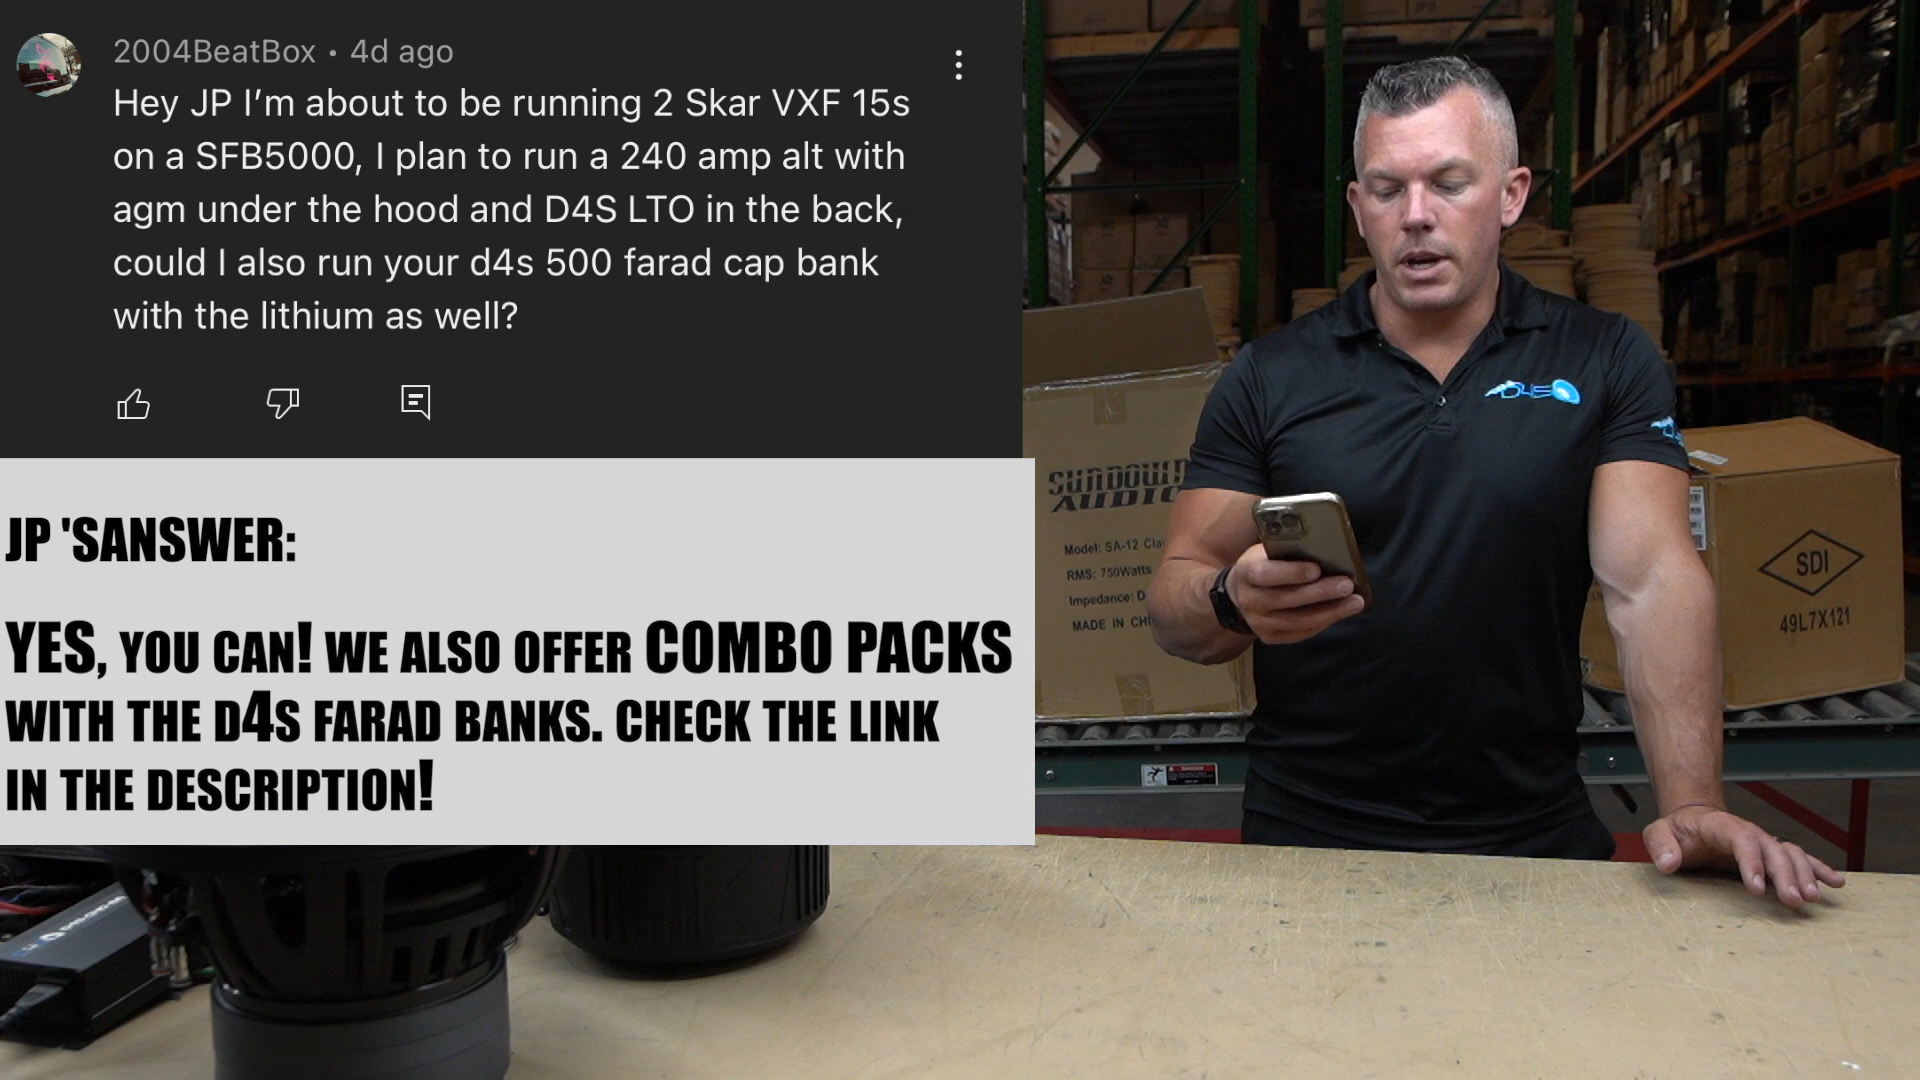 2004BeatBox • 4d ago
Hey JP I’m about to be running 2 Skar VXF 15s
on a SFB5000, I plan to run a 240 amp alt with
agm under the hood and D4S LTO in the back,
could I also run your d4s 500 farad cap bank
with the lithium as well?
JP 'SANSWER:
YES, YOU CAN! WE ALSO OFFER COMBO PACKS
WITH THE D4S FARAD BANKS. CHECK THE LINK
IN THE DESCRIPTION!
D4S
SUNDOWN
AUDIO
Model: SA-12 Cla
RMS: 750Watts
Impedance: D
MADE IN CHI
SDI
49L7X121